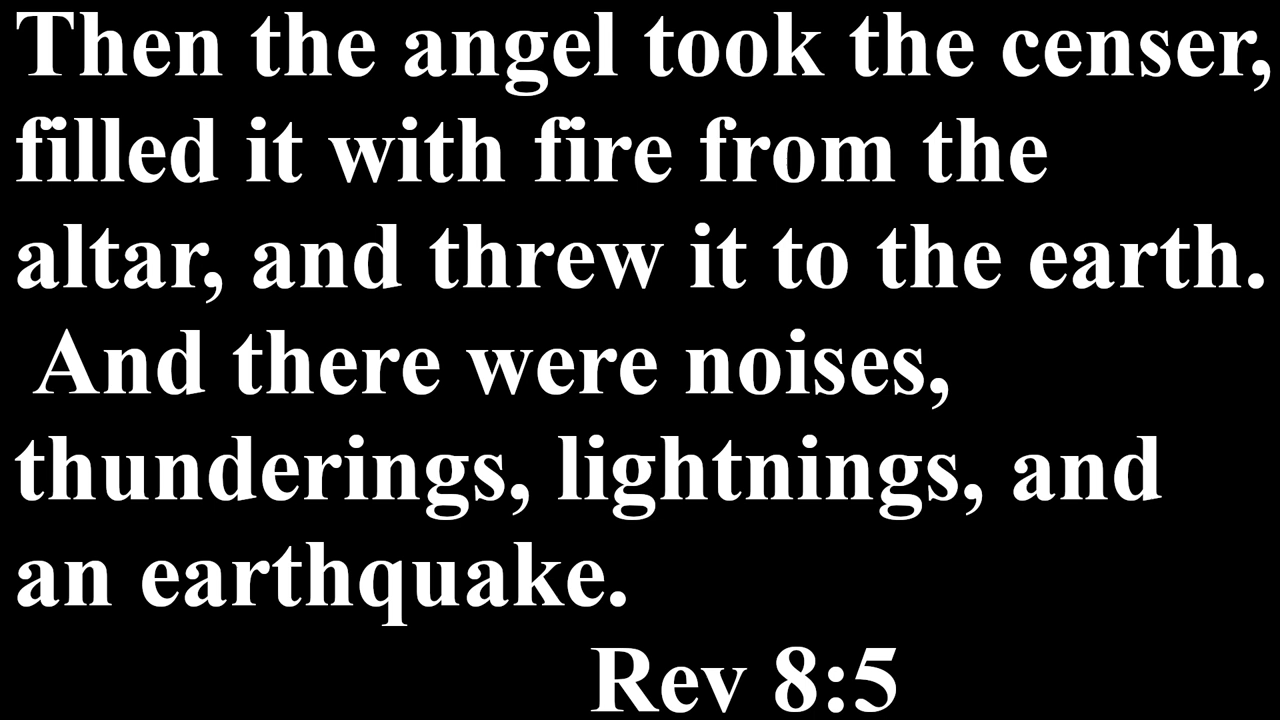 Then the angel took the censer,
filled it with fire from the
altar, and threw it to the earth.
And there were noises,
thunderings, lightnings, and
an earthquake.
Rev 8:5